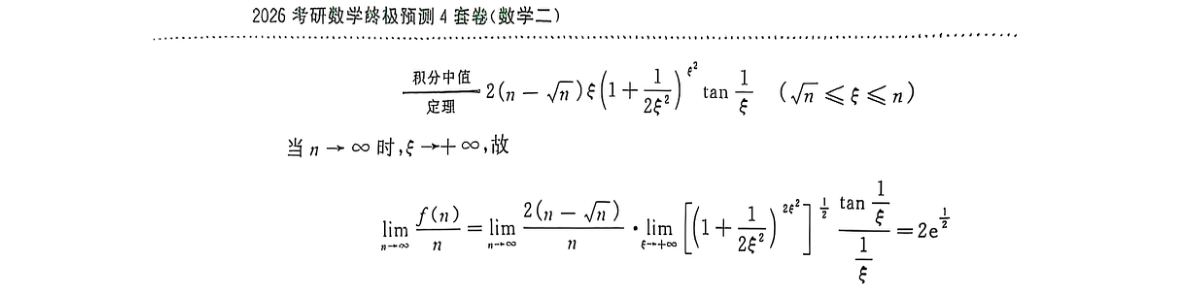 2026 考研数学终极预测 4 套卷(数学二)
积分中值定理 2(n − √n)ξ(1 + 1/(2ξ²))^(ξ²) tan 1/ξ (√n ≤ ξ ≤ n)
当 n → ∞ 时,ξ → + ∞,故
lim_(n→∞) f(n)/n = lim_(n→∞) 2(n − √n)/n · lim_(ξ→+∞) [(1 + 1/(2ξ²))^(2ξ²)]^(1/2) (tan 1/ξ)/(1/ξ) = 2e^(1/2)